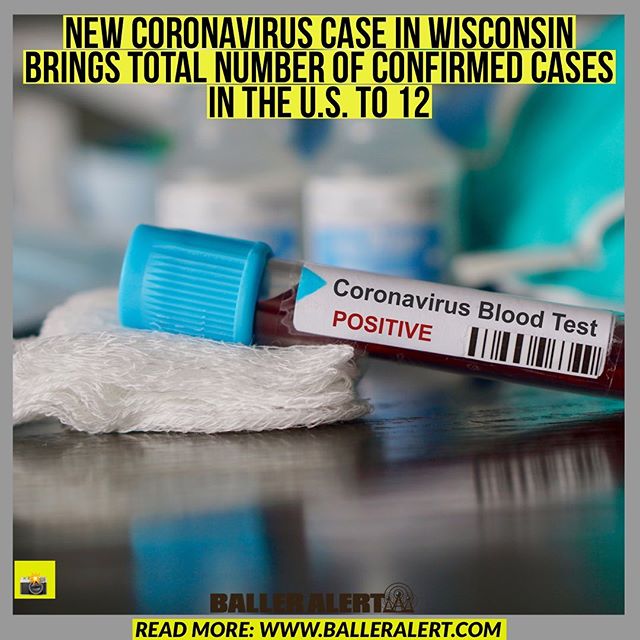 NEW CORONAVIRUS CASE IN WISCONSIN
BRINGS TOTAL NUMBER OF CONFIRMED CASES
IN THE U.S. TO 12
Coronavirus Blood Test
POSITIVE
BALLER ALERT
READ MORE: WWW.BALLERALERT.COM